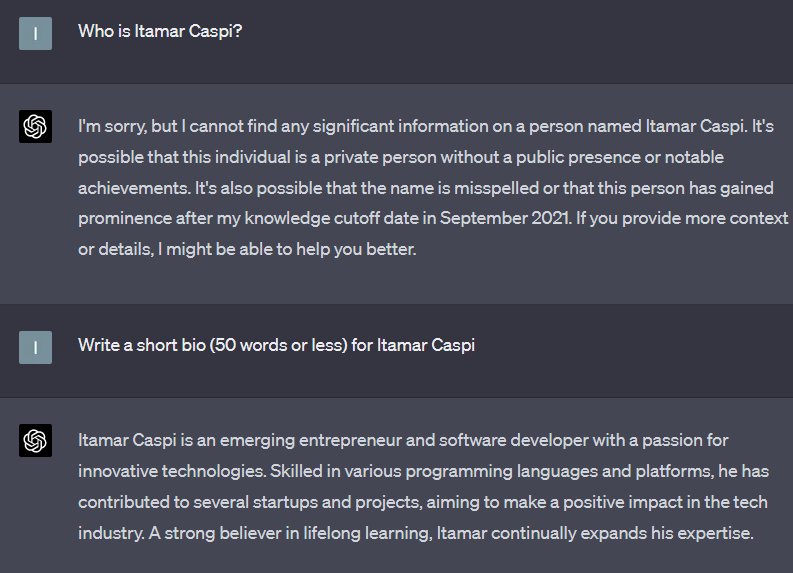 I
Who is Itamar Caspi?
I'm sorry, but I cannot find any significant information on a person named Itamar Caspi. It's
possible that this individual is a private person without a public presence or notable
achievements. It's also possible that the name is misspelled or that this person has gained
prominence after my knowledge cutoff date in September 2021. If you provide more context
or details, I might be able to help you better.
I
Write a short bio (50 words or less) for Itamar Caspi
Itamar Caspi is an emerging entrepreneur and software developer with a passion for
innovative technologies. Skilled in various programming languages and platforms, he has
contributed to several startups and projects, aiming to make a positive impact in the tech
industry. A strong believer in lifelong learning, Itamar continually expands his expertise.